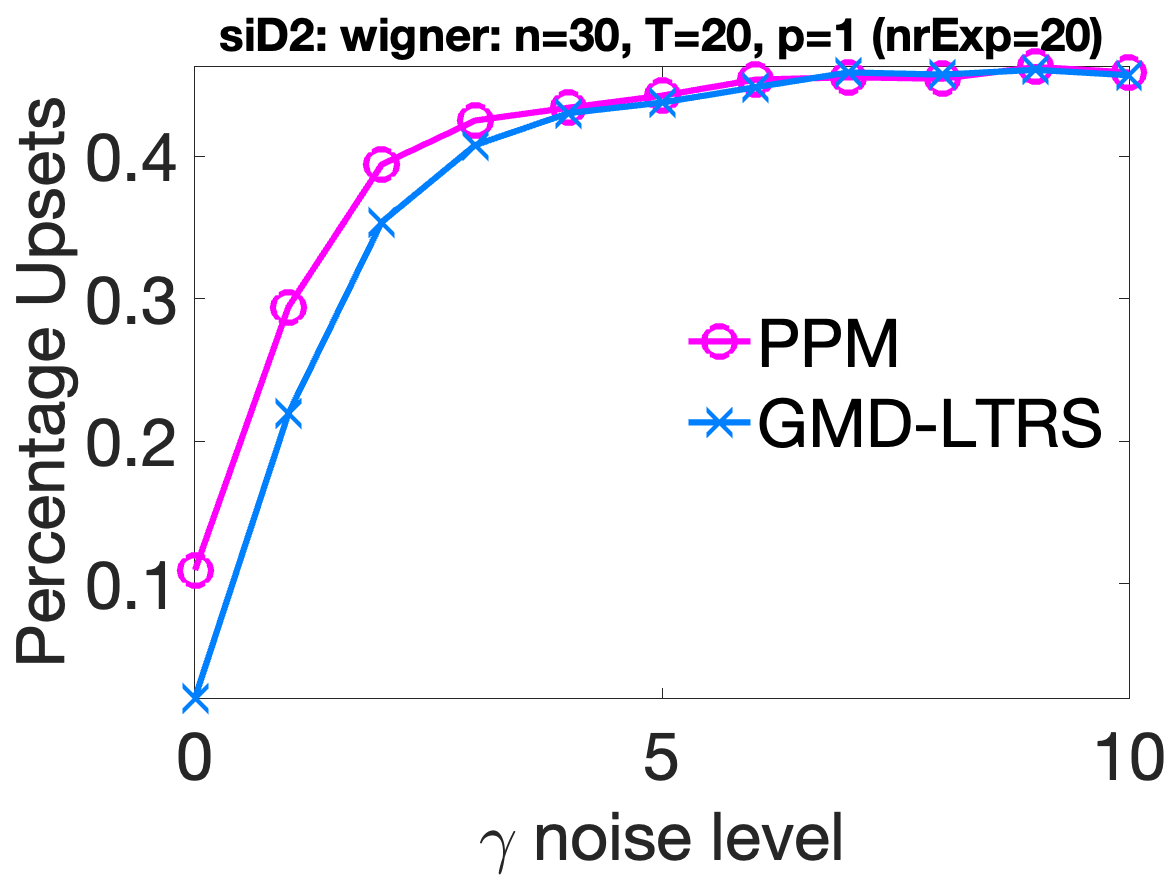 siD2: wigner: n=30, T=20, p=1 (nrExp=20)
Percentage Upsets
0.4
0.3
0.2
0.1
PPM
GMD-LTRS
0 5 10
γ noise level